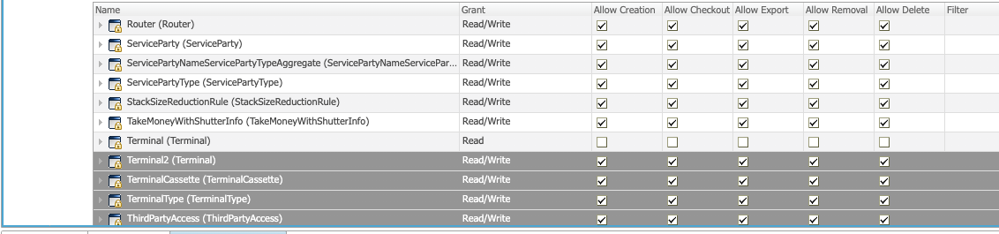 Name Grant Allow Creation Allow Checkout Allow Export Allow Removal Allow Delete Filter
Router (Router) Read/Write
ServiceParty (ServiceParty) Read/Write
ServicePartyNameServicePartyTypeAggregate (ServicePartyNameServicePar... Read/Write
ServicePartyType (ServicePartyType) Read/Write
StackSizeReductionRule (StackSizeReductionRule) Read/Write
TakeMoneyWithShutterInfo (TakeMoneyWithShutterInfo) Read/Write
Terminal (Terminal) Read
Terminal2 (Terminal) Read/Write
TerminalCassette (TerminalCassette) Read/Write
TerminalType (TerminalType) Read/Write
ThirdPartyAccess (ThirdPartyAccess) Read/Write